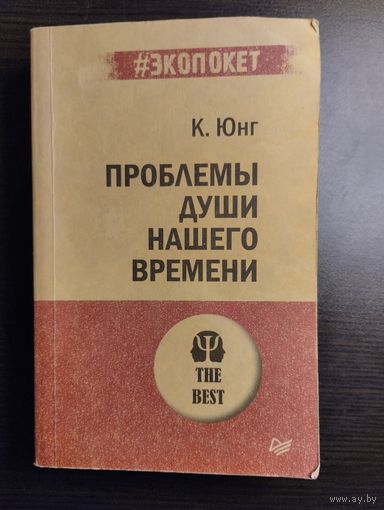 #ЭКОПОКЕТ
К. Юнг
ПРОБЛЕМЫ
ДУШИ
НАШЕГО
ВРЕМЕНИ
THE
BEST
www.ay.by